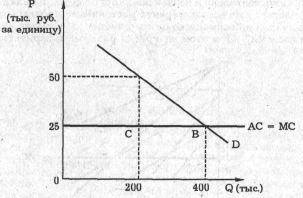 P
(тыс. руб.
за единицу)
50
25
AC = MC
C
B
D
0
200
400
Q (тыс.)